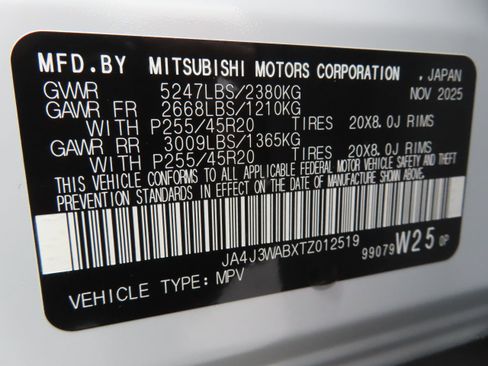 MFD.BY MITSUBISHI MOTORS CORPORATION, JAPAN
GVWR 5247LBS/2380KG NOV 2025
GAWR FR 2668LBS/1210KG
WITH P255/45R20 TIRES 20X8.0J RIMS
GAWR RR 3009LBS/1365KG
WITH P255/45R20 TIRES 20X8.0J RIMS
THIS VEHICLE CONFORMS TO ALL APPLICABLE FEDERAL MOTOR VEHICLE SAFETY AND THEFT
PREVENTION STANDARDS IN EFFECT ON THE DATE OF MANUFACTURE SHOWN ABOVE.
JA4J3WABXTZ012519 99079 W25 OP
VEHICLE TYPE: MPV